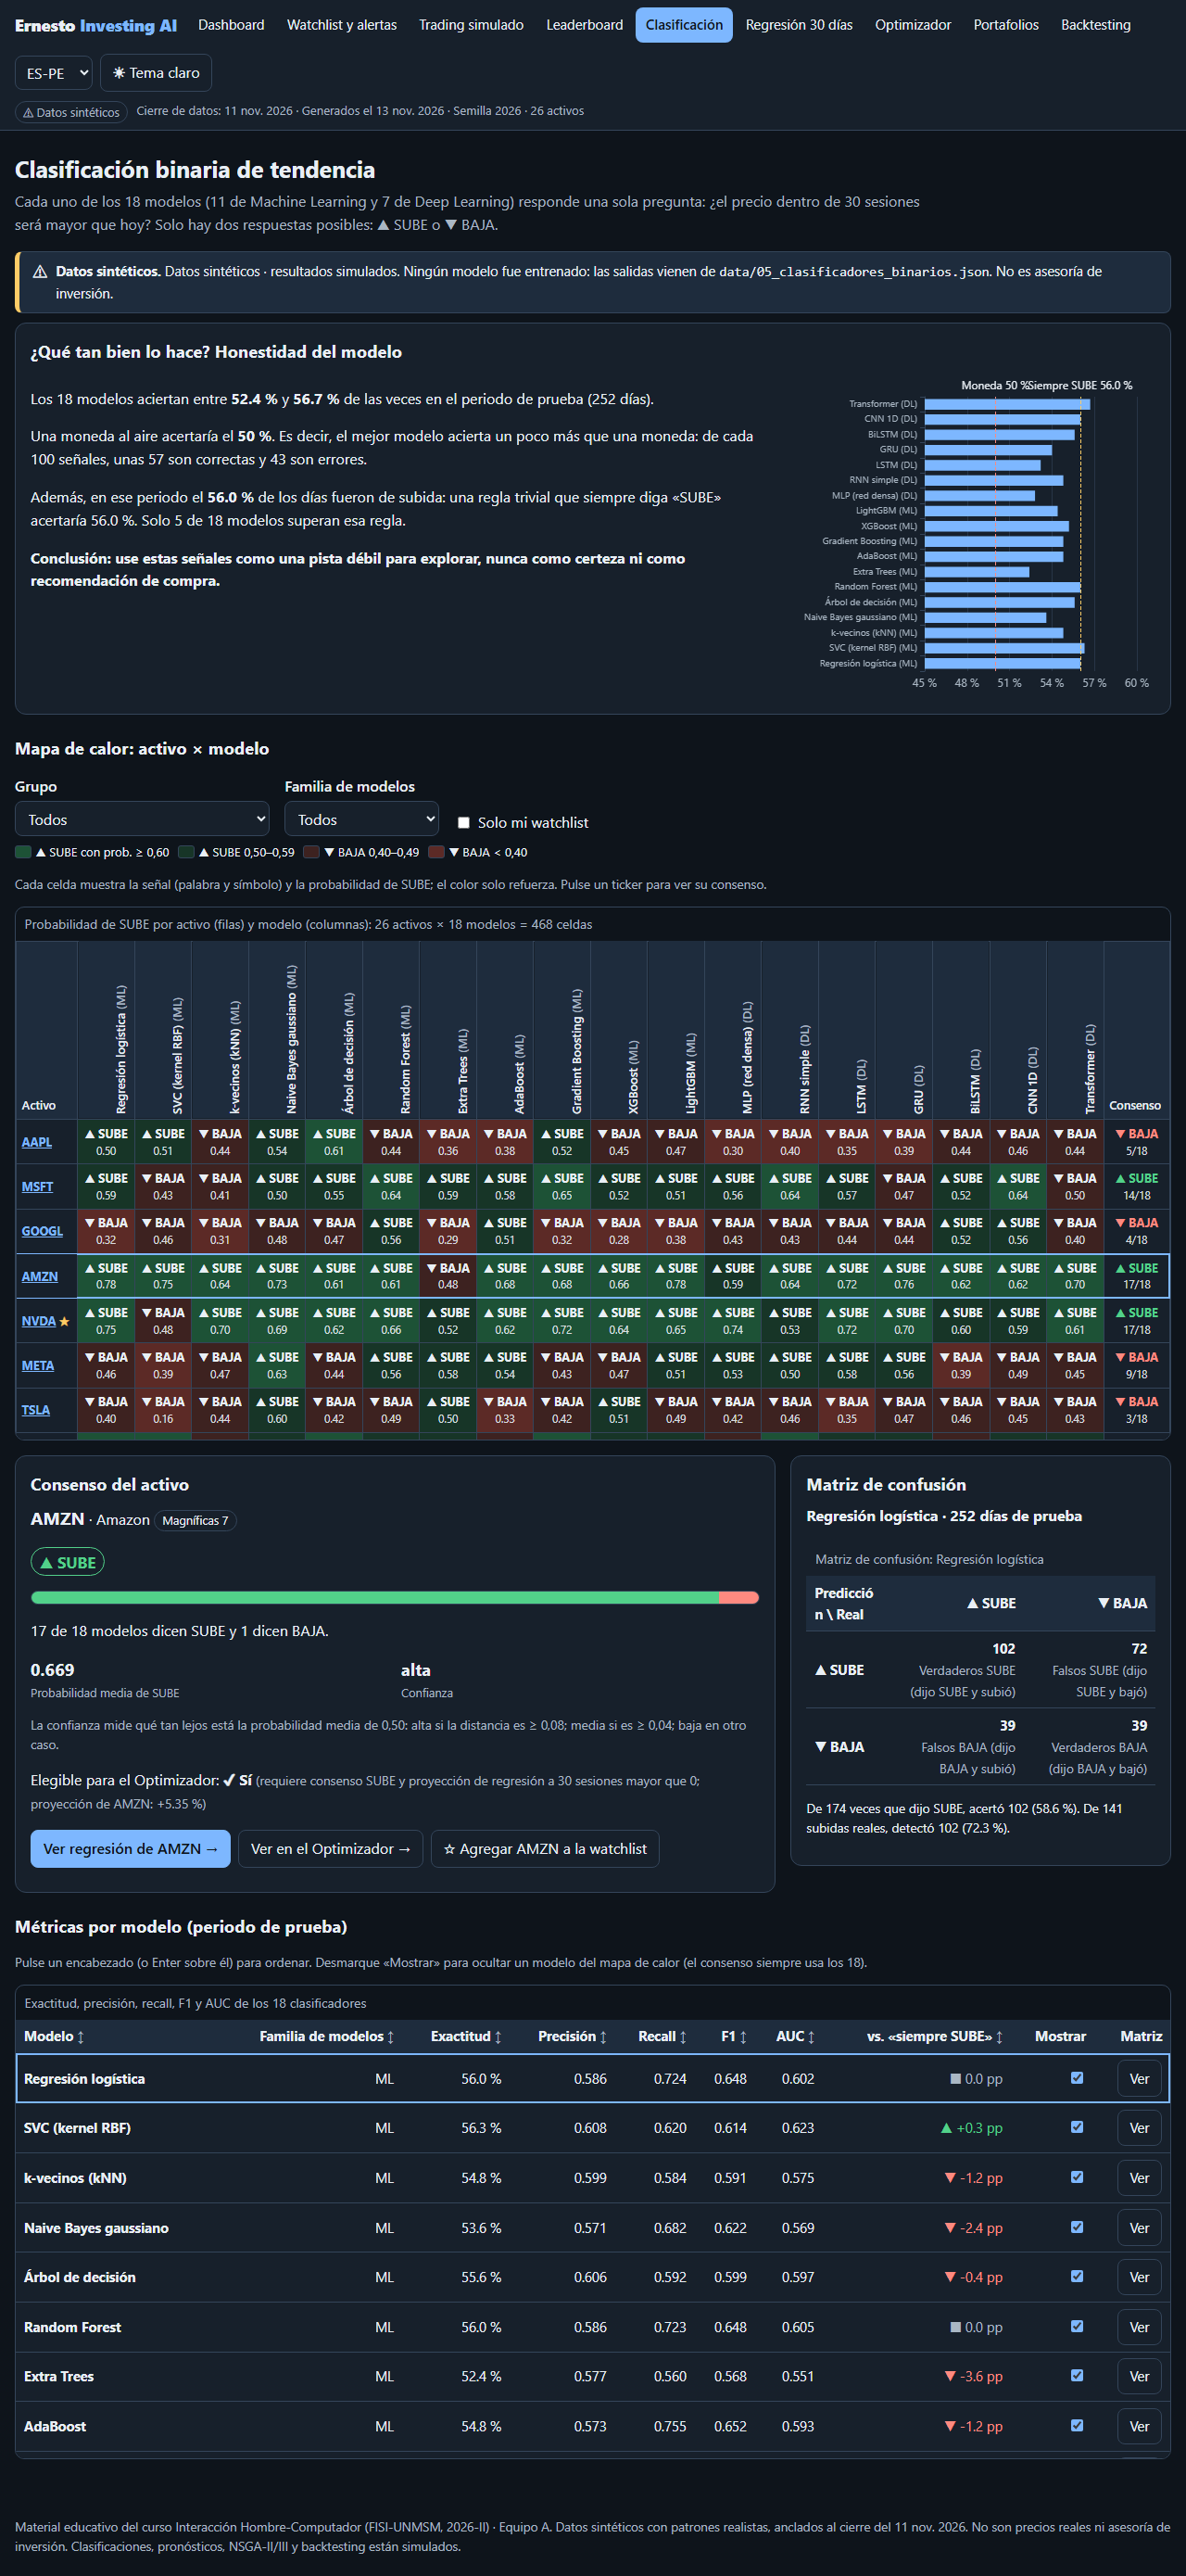 Ernesto Investing AI Dashboard Watchlist y alertas Trading simulado Leaderboard Clasificación Regresión 30 días Optimizador Portafolios Backtesting
ES-PE ☀ Tema claro
⚠ Datos sintéticos Cierre de datos: 11 nov. 2026 · Generados el 13 nov. 2026 · Semilla 2026 · 26 activos
Clasificación binaria de tendencia
Cada uno de los 18 modelos (11 de Machine Learning y 7 de Deep Learning) responde una sola pregunta: ¿el precio dentro de 30 sesiones
será mayor que hoy? Solo hay dos respuestas posibles: ▲ SUBE o ▼ BAJA.
⚠ Datos sintéticos. Datos sintéticos · resultados simulados. Ningún modelo fue entrenado: las salidas vienen de data/05_clasificadores_binarios.json. No es asesoría de
inversión.
¿Qué tan bien lo hace? Honestidad del modelo
Los 18 modelos aciertan entre 52.4 % y 56.7 % de las veces en el periodo de prueba (252 días).
Una moneda al aire acertaría el 50 %. Es decir, el mejor modelo acierta un poco más que una moneda: de cada
100 señales, unas 57 son correctas y 43 son errores.
Además, en ese periodo el 56.0 % de los días fueron de subida: una regla trivial que siempre diga «SUBE»
acertaría 56.0 %. Solo 5 de 18 modelos superan esa regla.
Conclusión: use estas señales como una pista débil para explorar, nunca como certeza ni como
recomendación de compra.
Moneda 50 %Siempre SUBE 56.0 %
Transformer (DL)
CNN 1D (DL)
BiLSTM (DL)
GRU (DL)
LSTM (DL)
RNN simple (DL)
MLP (red densa) (DL)
LightGBM (ML)
XGBoost (ML)
Gradient Boosting (ML)
AdaBoost (ML)
Extra Trees (ML)
Random Forest (ML)
Árbol de decisión (ML)
Naive Bayes gaussiano (ML)
k-vecinos (kNN) (ML)
SVC (kernel RBF) (ML)
Regresión logística (ML)
45 % 48 % 51 % 54 % 57 % 60 %
Mapa de calor: activo × modelo
Grupo Familia de modelos
Todos Todos Solo mi watchlist
▲ SUBE con prob. ≥ 0,60 ▲ SUBE 0,50–0,59 ▼ BAJA 0,40–0,49 ▼ BAJA < 0,40
Cada celda muestra la señal (palabra y símbolo) y la probabilidad de SUBE; el color solo refuerza. Pulse un ticker para ver su consenso.
Probabilidad de SUBE por activo (filas) y modelo (columnas): 26 activos × 18 modelos = 468 celdas
Activo Regresión logística (ML) SVC (kernel RBF) (ML) k-vecinos (kNN) (ML) Naive Bayes gaussiano (ML) Árbol de decisión (ML) Random Forest (ML) Extra Trees (ML) AdaBoost (ML) Gradient Boosting (ML) XGBoost (ML) LightGBM (ML) MLP (red densa) (DL) RNN simple (DL) LSTM (DL) GRU (DL) BiLSTM (DL) CNN 1D (DL) Transformer (DL) Consenso
AAPL ▲ SUBE ▲ SUBE ▼ BAJA ▲ SUBE ▲ SUBE ▼ BAJA ▼ BAJA ▼ BAJA ▲ SUBE ▼ BAJA ▼ BAJA ▼ BAJA ▼ BAJA ▼ BAJA ▼ BAJA ▼ BAJA ▼ BAJA ▼ BAJA ▼ BAJA
0.50 0.51 0.44 0.54 0.61 0.44 0.36 0.38 0.52 0.45 0.47 0.30 0.40 0.35 0.39 0.44 0.46 0.44 5/18
MSFT ▲ SUBE ▼ BAJA ▼ BAJA ▲ SUBE ▲ SUBE ▲ SUBE ▲ SUBE ▲ SUBE ▲ SUBE ▲ SUBE ▲ SUBE ▲ SUBE ▲ SUBE ▲ SUBE ▼ BAJA ▲ SUBE ▲ SUBE ▼ BAJA ▲ SUBE
0.59 0.43 0.41 0.50 0.55 0.64 0.59 0.58 0.65 0.52 0.51 0.56 0.64 0.57 0.47 0.52 0.64 0.50 14/18
GOOGL ▼ BAJA ▼ BAJA ▼ BAJA ▼ BAJA ▼ BAJA ▲ SUBE ▼ BAJA ▲ SUBE ▼ BAJA ▼ BAJA ▼ BAJA ▼ BAJA ▼ BAJA ▼ BAJA ▼ BAJA ▲ SUBE ▲ SUBE ▼ BAJA ▼ BAJA
0.32 0.46 0.31 0.48 0.47 0.56 0.29 0.51 0.32 0.28 0.38 0.43 0.43 0.44 0.44 0.52 0.56 0.40 4/18
AMZN ▲ SUBE ▲ SUBE ▲ SUBE ▲ SUBE ▲ SUBE ▲ SUBE ▼ BAJA ▲ SUBE ▲ SUBE ▲ SUBE ▲ SUBE ▲ SUBE ▲ SUBE ▲ SUBE ▲ SUBE ▲ SUBE ▲ SUBE ▲ SUBE ▲ SUBE
0.78 0.75 0.64 0.73 0.61 0.61 0.48 0.68 0.68 0.66 0.78 0.59 0.64 0.72 0.76 0.62 0.62 0.70 17/18
NVDA ★ ▲ SUBE ▼ BAJA ▲ SUBE ▲ SUBE ▲ SUBE ▲ SUBE ▲ SUBE ▲ SUBE ▲ SUBE ▲ SUBE ▲ SUBE ▲ SUBE ▲ SUBE ▲ SUBE ▲ SUBE ▲ SUBE ▲ SUBE ▲ SUBE ▲ SUBE
0.75 0.48 0.70 0.69 0.62 0.66 0.52 0.62 0.72 0.64 0.65 0.74 0.53 0.72 0.70 0.60 0.59 0.61 17/18
META ▼ BAJA ▼ BAJA ▼ BAJA ▲ SUBE ▼ BAJA ▲ SUBE ▲ SUBE ▲ SUBE ▼ BAJA ▼ BAJA ▲ SUBE ▲ SUBE ▲ SUBE ▲ SUBE ▲ SUBE ▼ BAJA ▼ BAJA ▼ BAJA ▼ BAJA
0.46 0.39 0.47 0.63 0.44 0.56 0.58 0.54 0.43 0.47 0.51 0.53 0.50 0.58 0.56 0.39 0.49 0.45 9/18
TSLA ▼ BAJA ▼ BAJA ▼ BAJA ▲ SUBE ▼ BAJA ▼ BAJA ▲ SUBE ▼ BAJA ▼ BAJA ▲ SUBE ▼ BAJA ▼ BAJA ▼ BAJA ▼ BAJA ▼ BAJA ▼ BAJA ▼ BAJA ▼ BAJA ▼ BAJA
0.40 0.16 0.44 0.60 0.42 0.49 0.50 0.33 0.42 0.51 0.49 0.42 0.46 0.35 0.47 0.46 0.45 0.43 3/18
Consenso del activo
AMZN · Amazon Magníficas 7
▲ SUBE
17 de 18 modelos dicen SUBE y 1 dicen BAJA.
0.669 alta
Probabilidad media de SUBE Confianza
La confianza mide qué tan lejos está la probabilidad media de 0,50: alta si la distancia es ≥ 0,08; media si es ≥ 0,04; baja en otro
caso.
Elegible para el Optimizador: ✔ Sí (requiere consenso SUBE y proyección de regresión a 30 sesiones mayor que 0;
proyección de AMZN: +5.35 %)
Ver regresión de AMZN → Ver en el Optimizador → ☆ Agregar AMZN a la watchlist
Matriz de confusión
Regresión logística · 252 días de prueba
Matriz de confusión: Regresión logística
Predicció
n \ Real ▲ SUBE ▼ BAJA
▲ SUBE 102 72
Verdaderos SUBE Falsos SUBE (dijo
(dijo SUBE y subió) SUBE y bajó)
▼ BAJA 39 39
Falsos BAJA (dijo Verdaderos BAJA
BAJA y subió) (dijo BAJA y bajó)
De 174 veces que dijo SUBE, acertó 102 (58.6 %). De 141
subidas reales, detectó 102 (72.3 %).
Métricas por modelo (periodo de prueba)
Pulse un encabezado (o Enter sobre él) para ordenar. Desmarque «Mostrar» para ocultar un modelo del mapa de calor (el consenso siempre usa los 18).
Exactitud, precisión, recall, F1 y AUC de los 18 clasificadores
Modelo ↕ Familia de modelos ↕ Exactitud ↕ Precisión ↕ Recall ↕ F1 ↕ AUC ↕ vs. «siempre SUBE» ↕ Mostrar Matriz
Regresión logística ML 56.0 % 0.586 0.724 0.648 0.602 ■ 0.0 pp Ver
SVC (kernel RBF) ML 56.3 % 0.608 0.620 0.614 0.623 ▲ +0.3 pp Ver
k-vecinos (kNN) ML 54.8 % 0.599 0.584 0.591 0.575 ▼ -1.2 pp Ver
Naive Bayes gaussiano ML 53.6 % 0.571 0.682 0.622 0.569 ▼ -2.4 pp Ver
Árbol de decisión ML 55.6 % 0.606 0.592 0.599 0.597 ▼ -0.4 pp Ver
Random Forest ML 56.0 % 0.586 0.723 0.648 0.605 ■ 0.0 pp Ver
Extra Trees ML 52.4 % 0.577 0.560 0.568 0.551 ▼ -3.6 pp Ver
AdaBoost ML 54.8 % 0.573 0.755 0.652 0.593 ▼ -1.2 pp Ver
Material educativo del curso Interacción Hombre-Computador (FISI-UNMSM, 2026-II) · Equipo A. Datos sintéticos con patrones realistas, anclados al cierre del 11 nov. 2026. No son precios reales ni asesoría de
inversión. Clasificaciones, pronósticos, NSGA-II/III y backtesting están simulados.